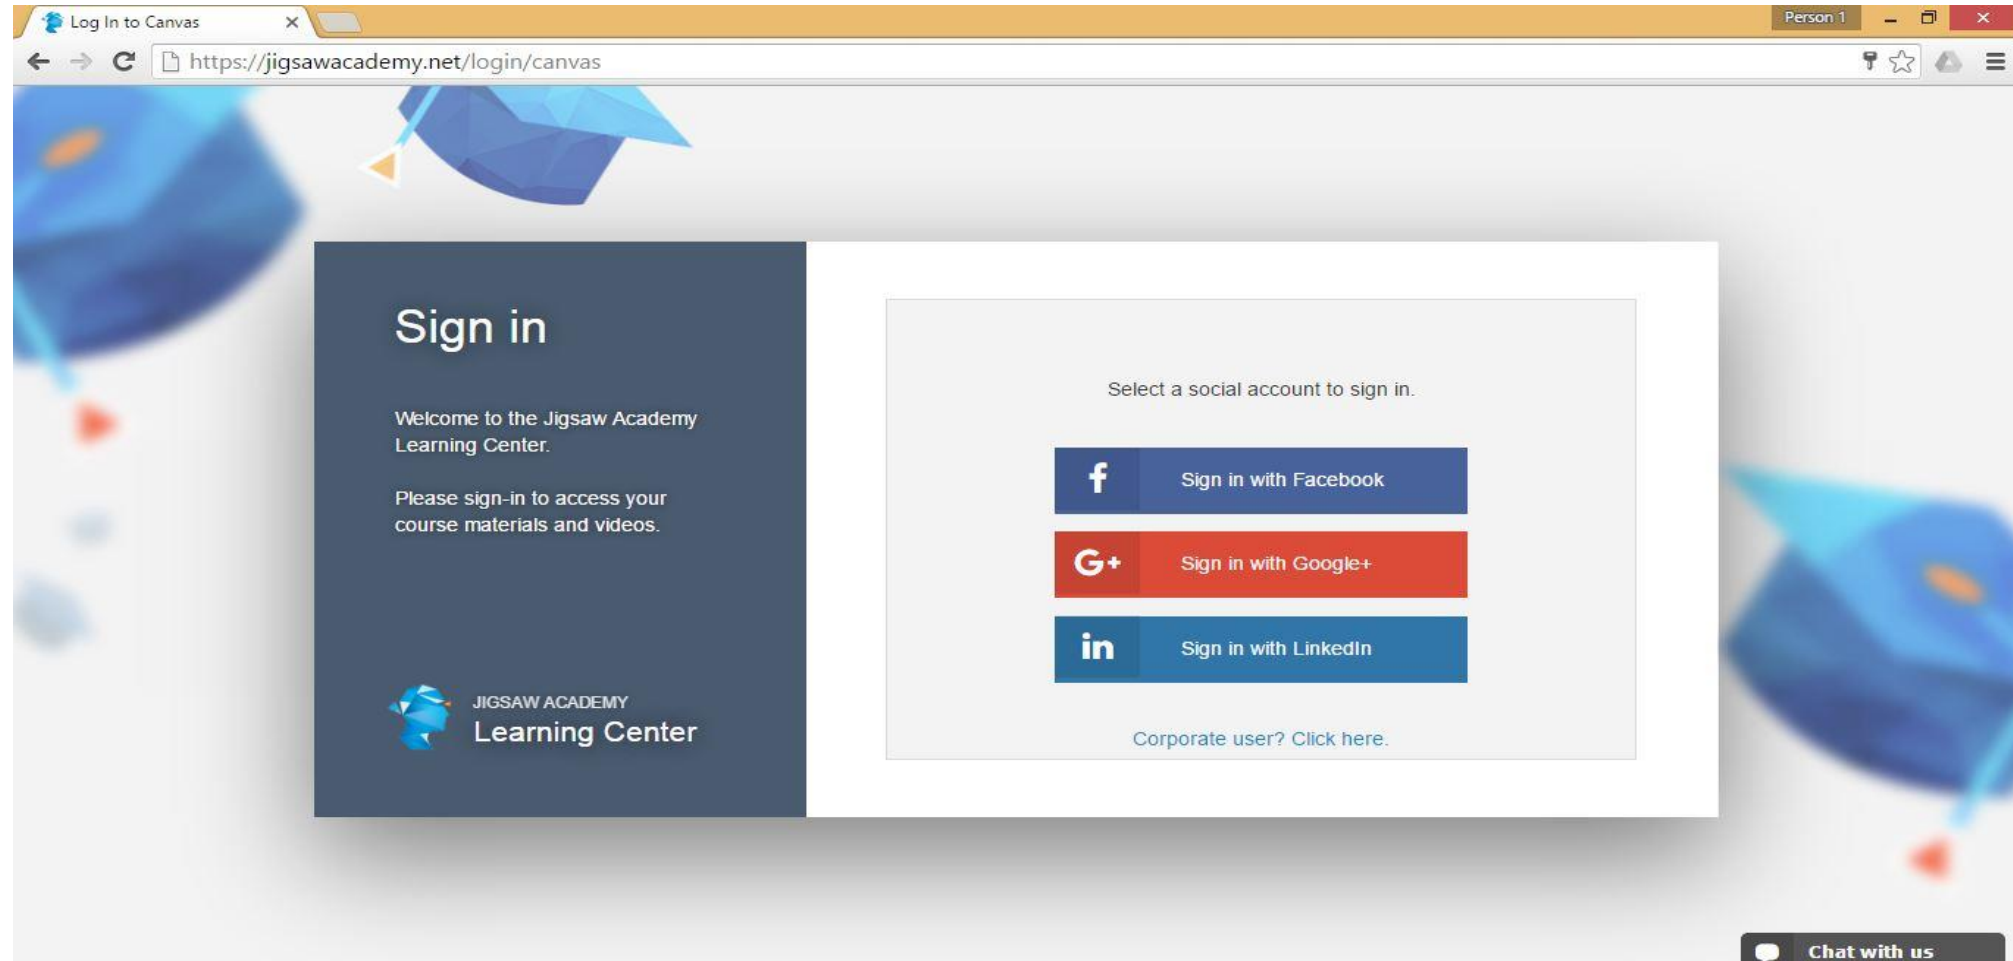 Log In to Canvas
Person 1
https://jigsawacademy.net/login/canvas
Sign in
Welcome to the Jigsaw Academy
Learning Center.
Please sign-in to access your
course materials and videos.
JIGSAW ACADEMY
Learning Center
Select a social account to sign in.
f Sign in with Facebook
G+ Sign in with Google+
in Sign in with LinkedIn
Corporate user? Click here.
Chat with us